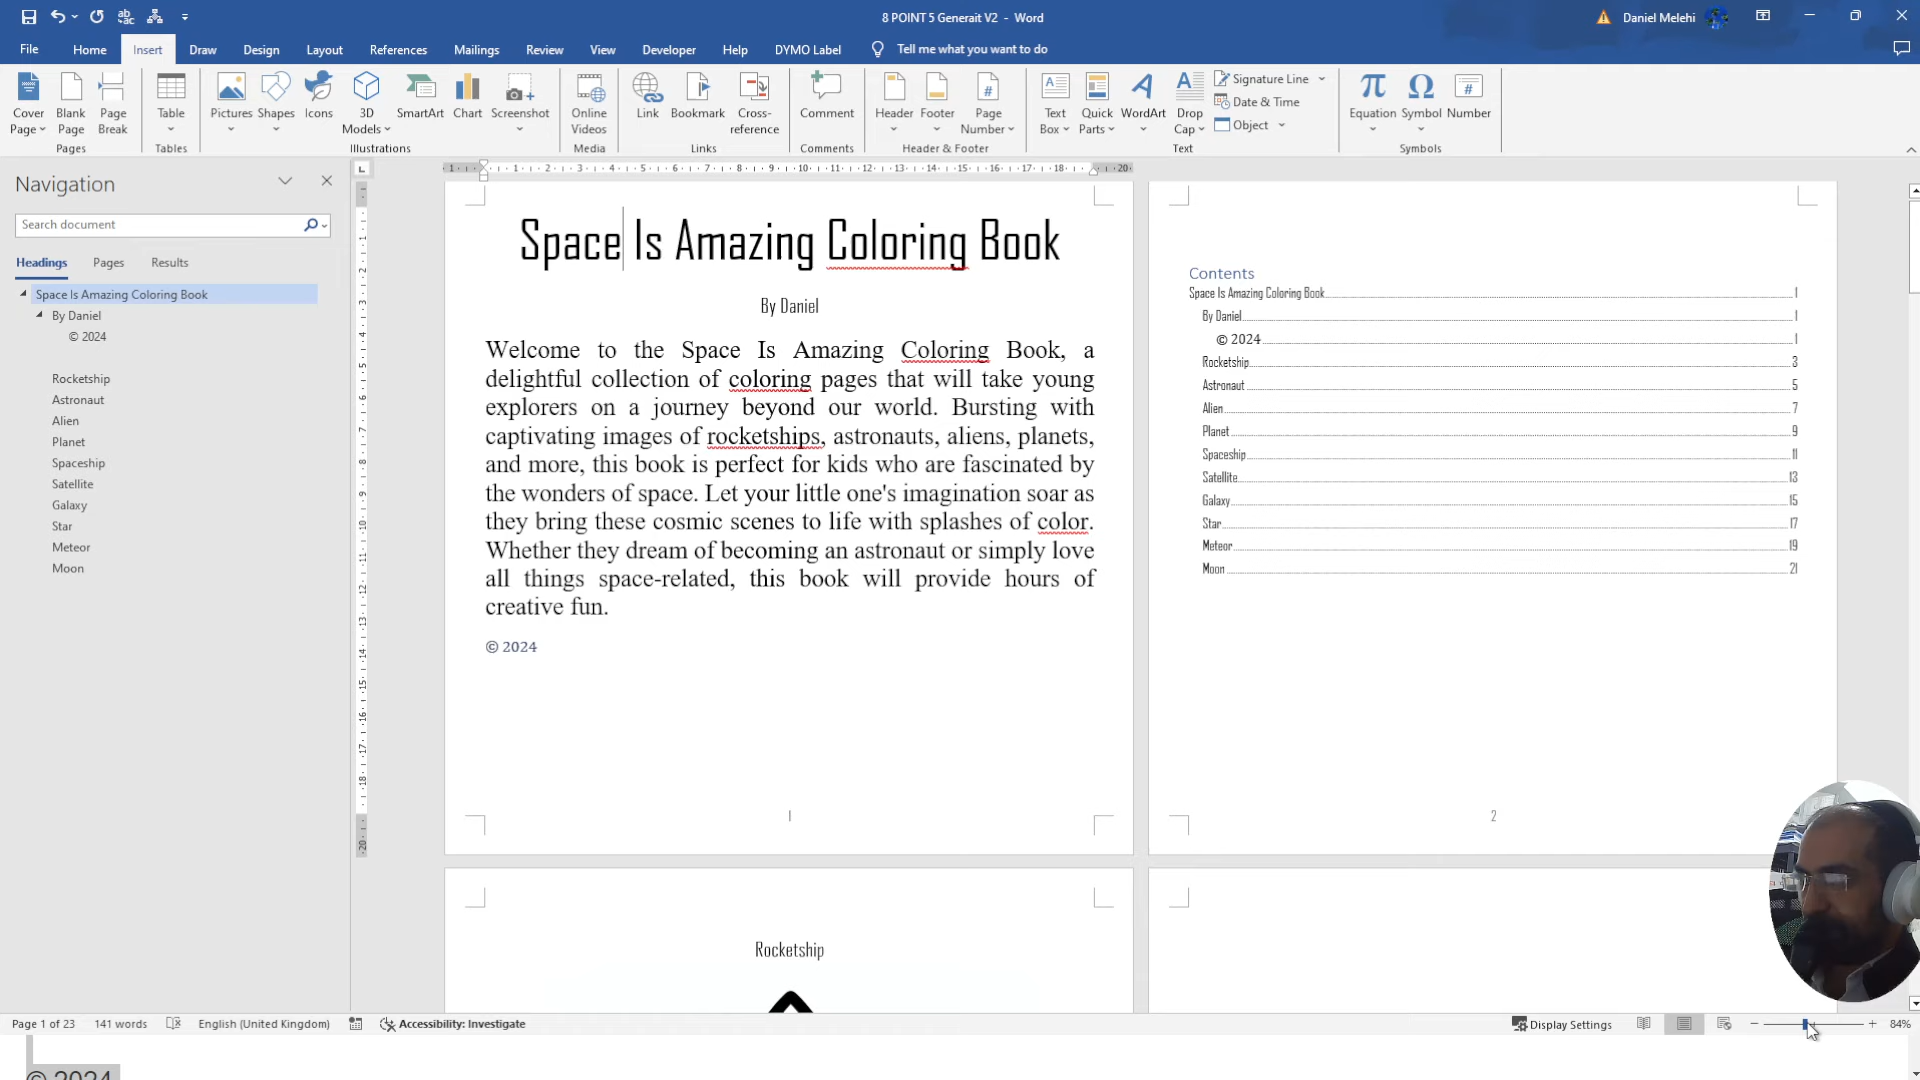 8 POINT 5 Generait V2 - Word
Daniel Melehi
File Home Insert Draw Design Layout References Mailings Review View Developer Help DYMO Label Tell me what you want to do
Cover Page
Blank Page
Page Break
Pages
Table
Tables
Pictures
Shapes
Icons
3D Models
SmartArt
Chart
Screenshot
Illustrations
Online Videos
Media
Link
Bookmark
Cross-reference
Links
Comment
Comments
Header
Footer
Page Number
Header & Footer
Text Box
Quick Parts
WordArt
Drop Cap
Signature Line
Date & Time
Object
Text
Equation
Symbol
Number
Symbols
Navigation
Search document
Headings Pages Results
Space Is Amazing Coloring Book
By Daniel
© 2024
Rocketship
Astronaut
Alien
Planet
Spaceship
Satellite
Galaxy
Star
Meteor
Moon
Space Is Amazing Coloring Book
By Daniel
Welcome to the Space Is Amazing Coloring Book, a
delightful collection of coloring pages that will take young
explorers on a journey beyond our world. Bursting with
captivating images of rocketships, astronauts, aliens, planets,
and more, this book is perfect for kids who are fascinated by
the wonders of space. Let your little one's imagination soar as
they bring these cosmic scenes to life with splashes of color.
Whether they dream of becoming an astronaut or simply love
all things space-related, this book will provide hours of
creative fun.
© 2024
1
Contents
Space Is Amazing Coloring Book 1
By Daniel 1
© 2024 1
Rocketship 3
Astronaut 5
Alien 7
Planet 9
Spaceship 11
Satellite 13
Galaxy 15
Star 17
Meteor 19
Moon 21
2
Rocketship
Page 1 of 23 141 words English (United Kingdom) Accessibility: Investigate Display Settings 84%
© 2024